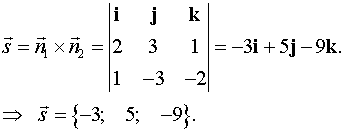 s⃗ = n⃗₁ × n⃗₂ = | i j k | = −3i + 5j − 9k.
| 2 3 1 |
| 1 −3 −2 |
⇒ s⃗ = {−3; 5; −9}.